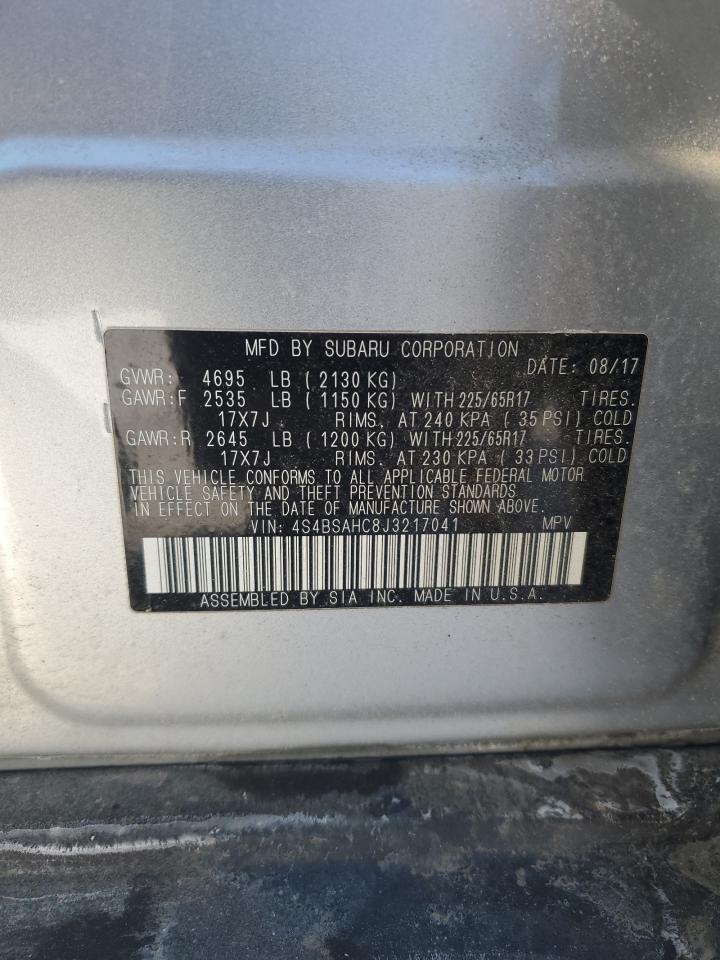 MFD BY SUBARU CORPORATION DATE: 08/17
GVWR: 4695 LB ( 2130 KG)
GAWR:F 2535 LB ( 1150 KG) WITH 225/65R17 TIRES.
17X7J RIMS. AT 240 KPA ( 35 PSI) COLD
GAWR:R 2645 LB ( 1200 KG) WITH 225/65R17 TIRES.
17X7J RIMS. AT 230 KPA ( 33 PSI) COLD
THIS VEHICLE CONFORMS TO ALL APPLICABLE FEDERAL MOTOR
VEHICLE SAFETY AND THEFT PREVENTION STANDARDS
IN EFFECT ON THE DATE OF MANUFACTURE SHOWN ABOVE.
VIN: 4S4BSAHC8J3217041 MPV
ASSEMBLED BY SIA INC. MADE IN U.S.A.